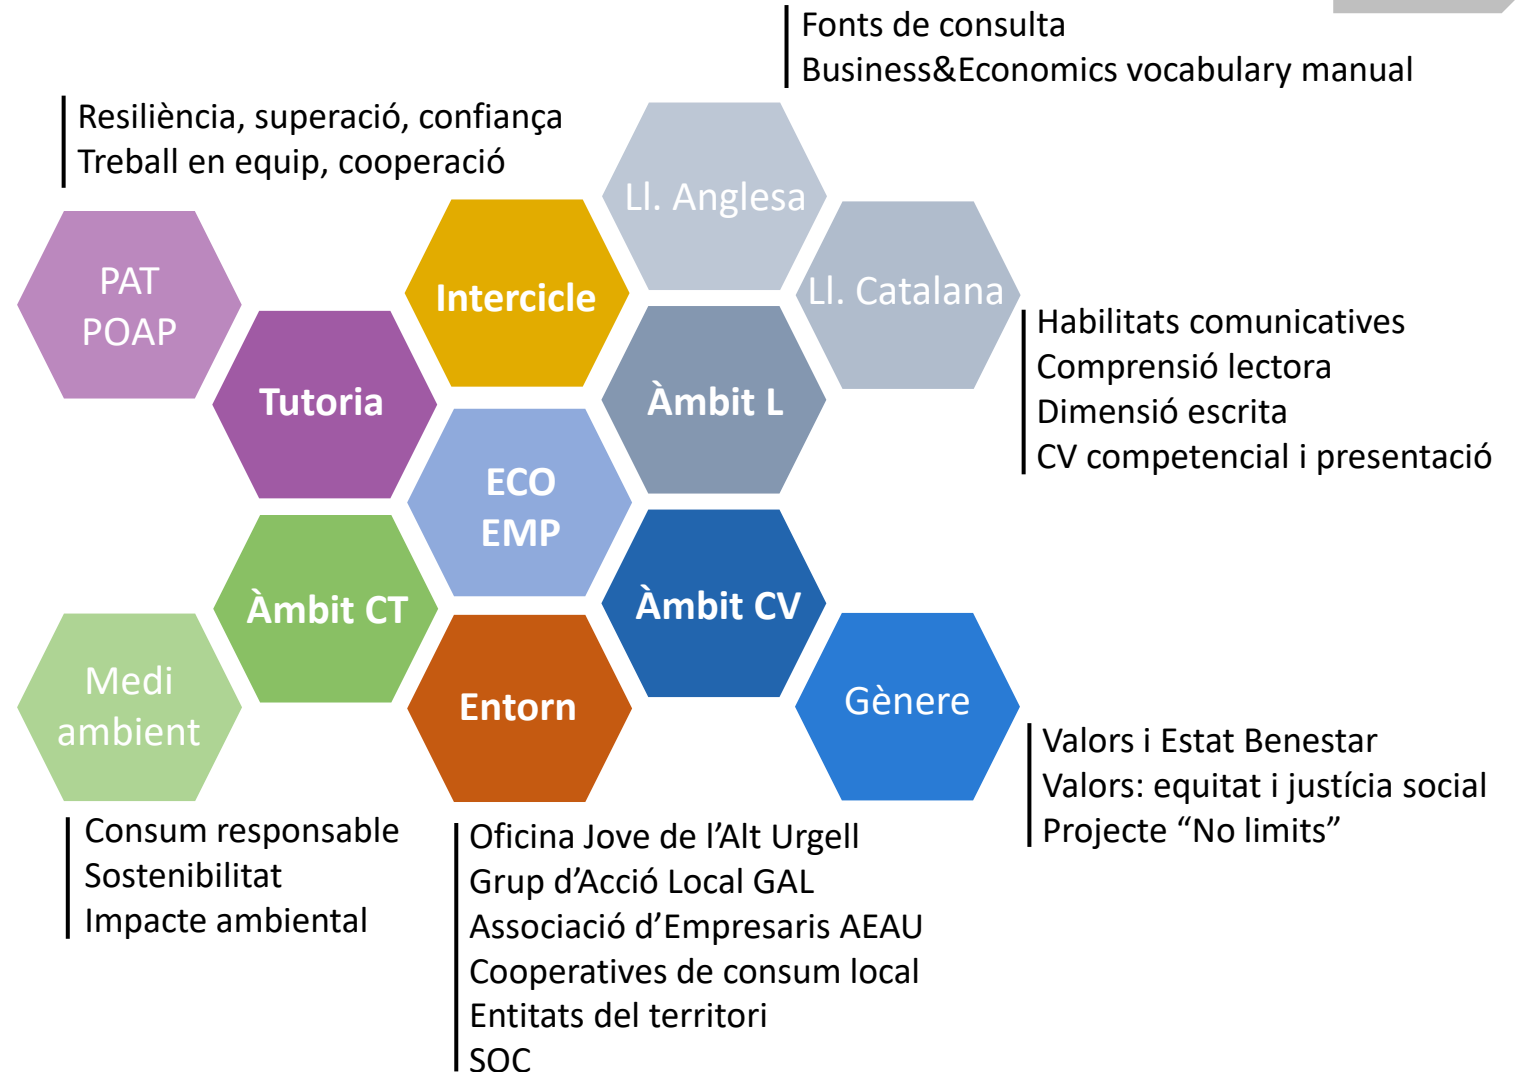 Fonts de consulta
Business&Economics vocabulary manual
Resiliència, superació, confiança
Treball en equip, cooperació
Ll. Anglesa
PAT
POAP
Intercicle
Ll. Catalana
Habilitats comunicatives
Comprensió lectora
Dimensió escrita
CV competencial i presentació
Tutoria
Àmbit L
ECO
EMP
Àmbit CT
Àmbit CV
Medi
ambient
Entorn
Gènere
Valors i Estat Benestar
Valors: equitat i justícia social
Projecte “No limits”
Consum responsable
Sostenibilitat
Impacte ambiental
Oficina Jove de l’Alt Urgell
Grup d’Acció Local GAL
Associació d’Empresaris AEAU
Cooperatives de consum local
Entitats del territori
SOC